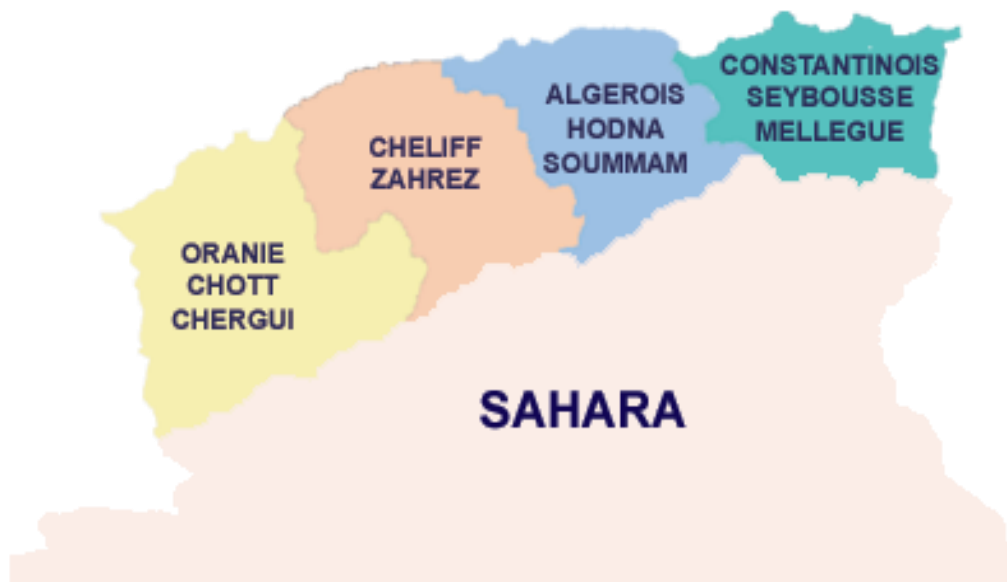 CONSTANTINOIS
SEYBOUSSE
MELLEGUE
ALGEROIS
HODNA
SOUMMAM
CHELIFF
ZAHREZ
ORANIE
CHOTT
CHERGUI
SAHARA